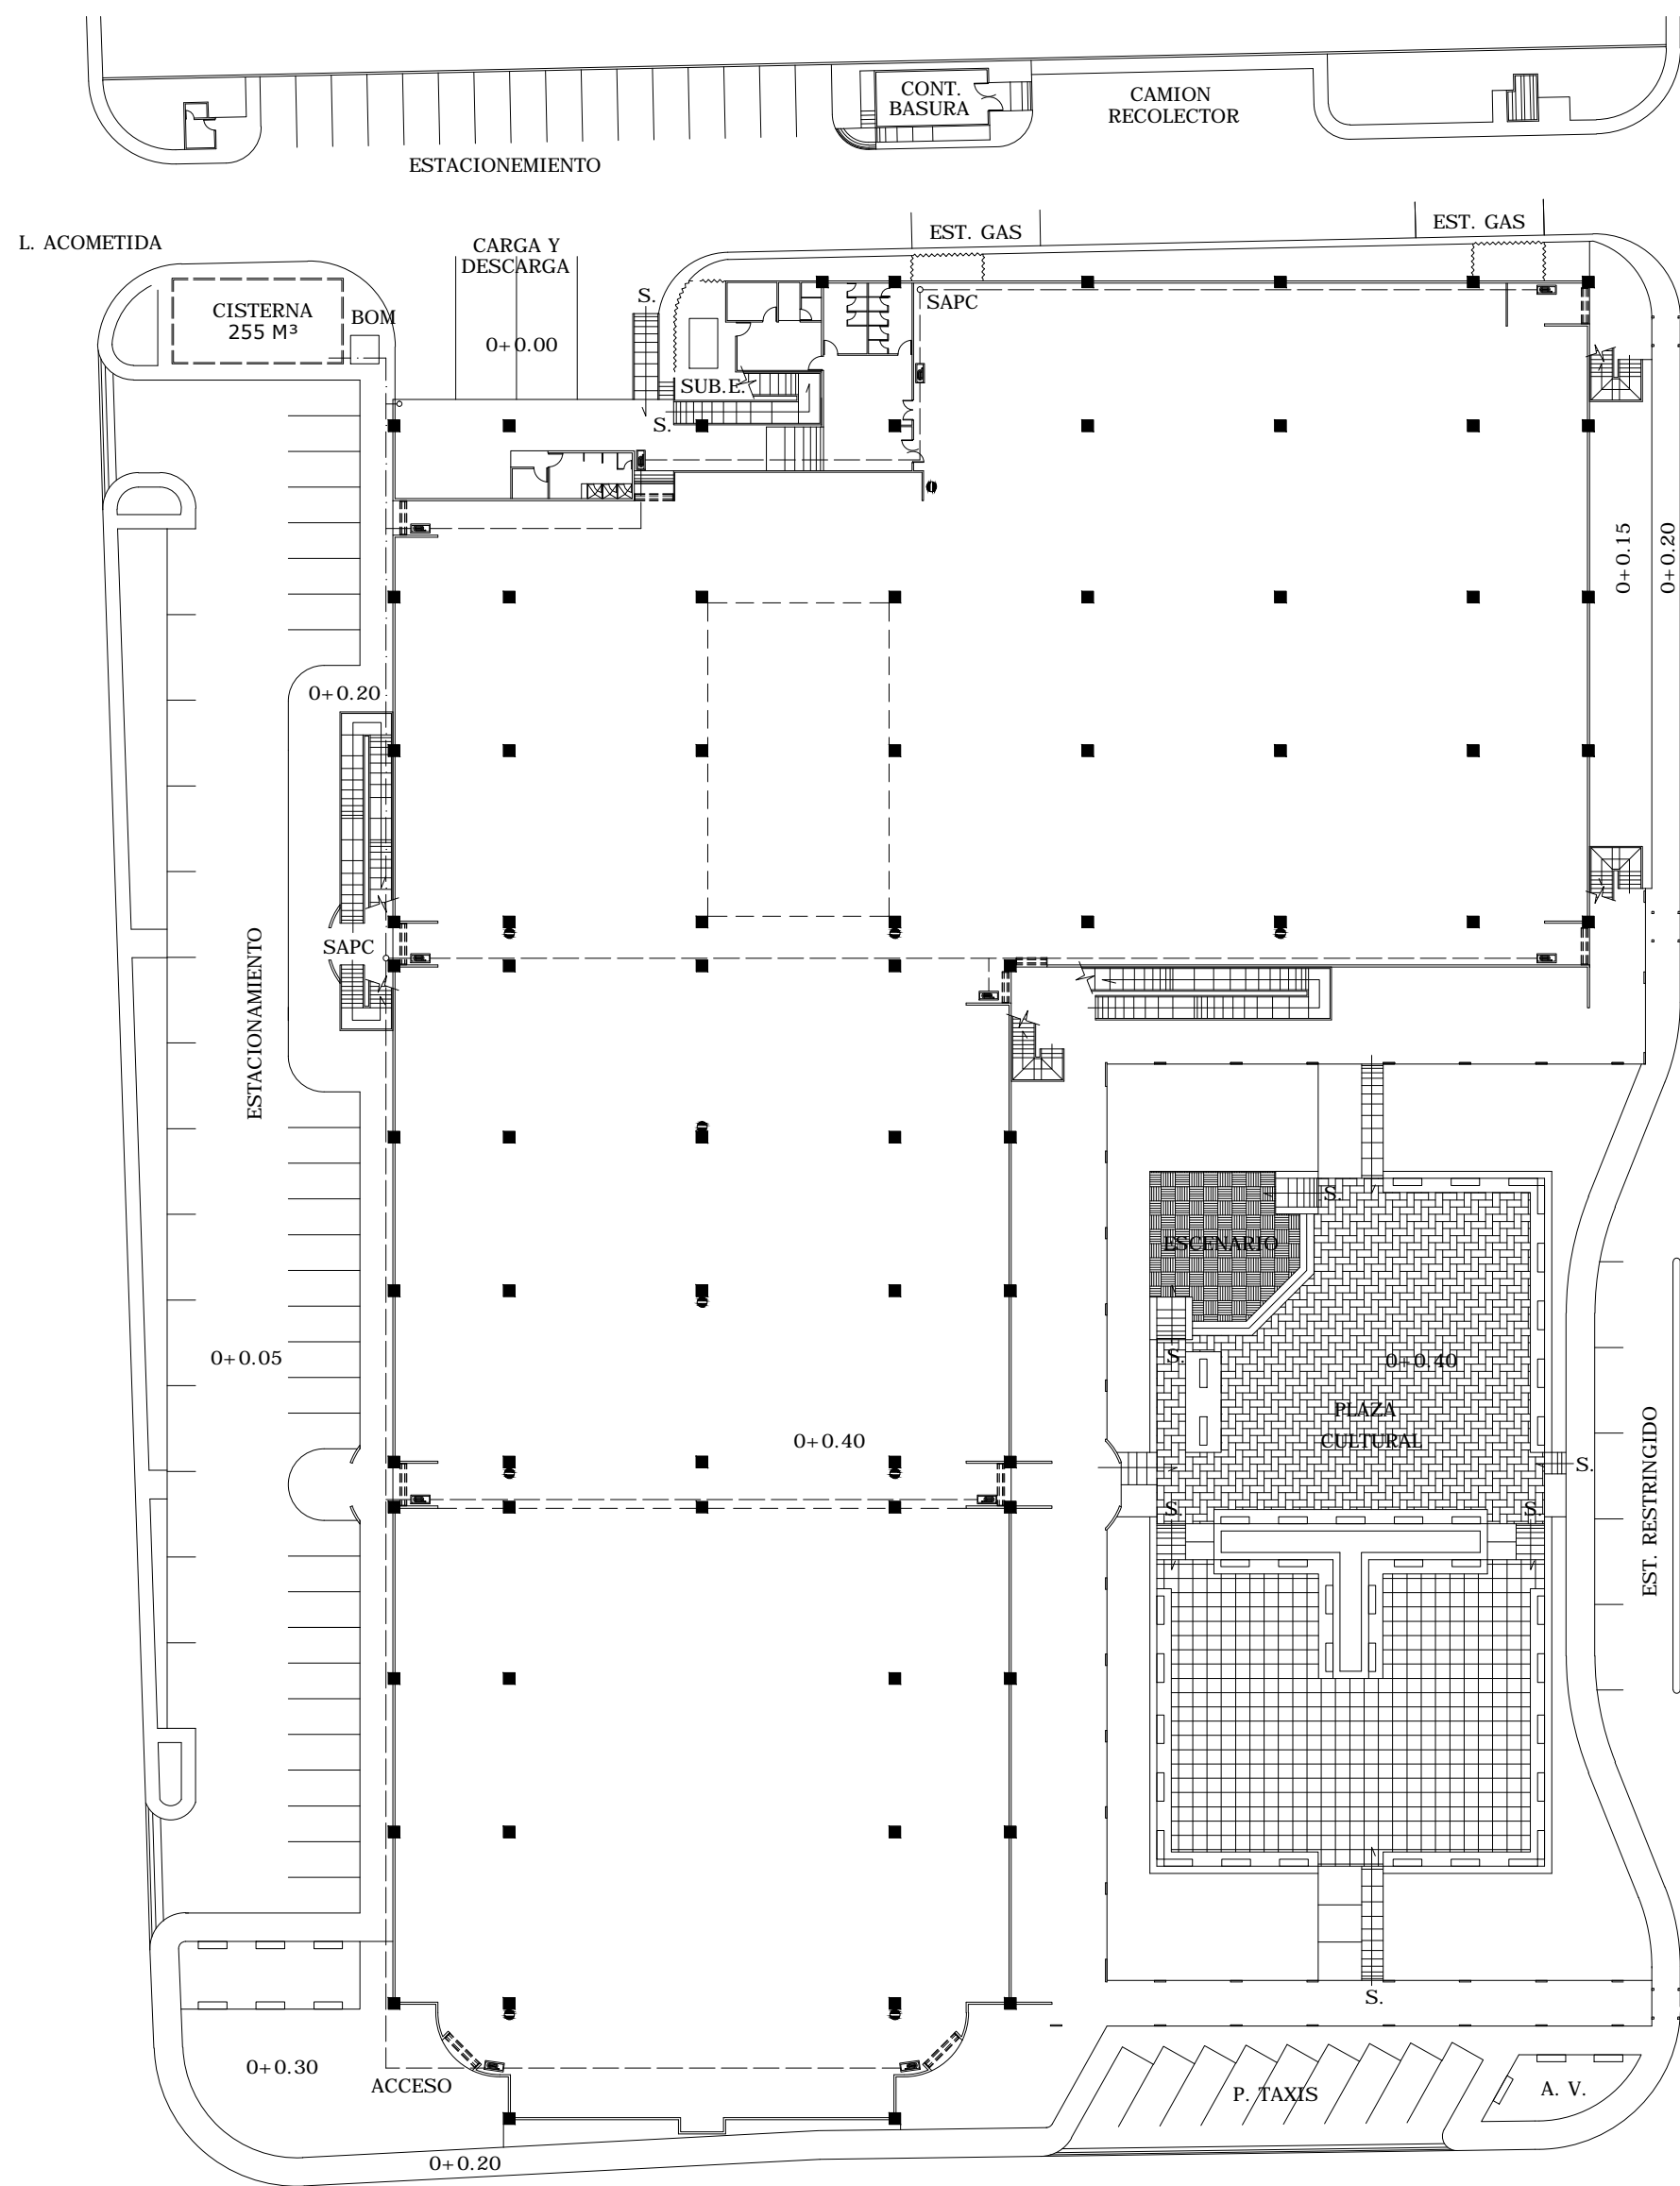 CONT.
BASURA
CAMION
RECOLECTOR
ESTACIONEMIENTO
L. ACOMETIDA
CARGA Y
DESCARGA
EST. GAS
EST. GAS
CISTERNA
255 M³
BOM
S.
SAPC
0+0.00
SUB.E.
S.
0+0.15
0+0.20
0+0.20
SAPC
ESTACIONAMIENTO
S.
ESCENARIO
0+0.05
S.
0+0.40
PLAZA
CULTURAL
0+0.40
S.
S.
S.
EST. RESTRINGIDO
S.
0+0.30
ACCESO
P. TAXIS
A. V.
0+0.20